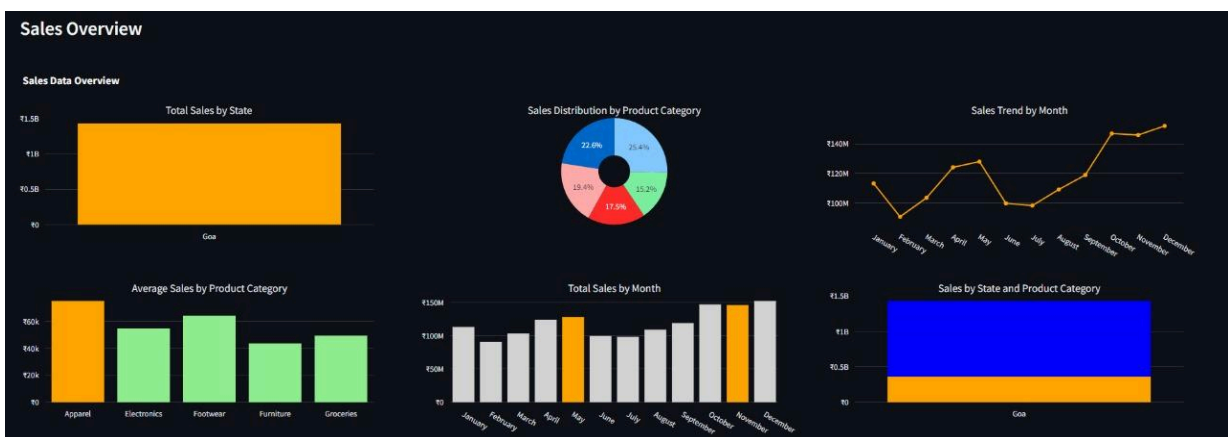 Sales Overview
Sales Data Overview
Total Sales by State
₹1.5B
₹1B
₹0.5B
₹0
Goa
Sales Distribution by Product Category
22.6%
25.4%
19.4%
15.2%
17.5%
Sales Trend by Month
₹140M
₹120M
₹100M
January
February
March
April
May
June
July
August
September
October
November
December
Average Sales by Product Category
₹60k
₹40k
₹20k
₹0
Apparel
Electronics
Footwear
Furniture
Groceries
Total Sales by Month
₹150M
₹100M
₹50M
₹0
January
February
March
April
May
June
July
August
September
October
November
December
Sales by State and Product Category
₹1.5B
₹1B
₹0.5B
₹0
Goa